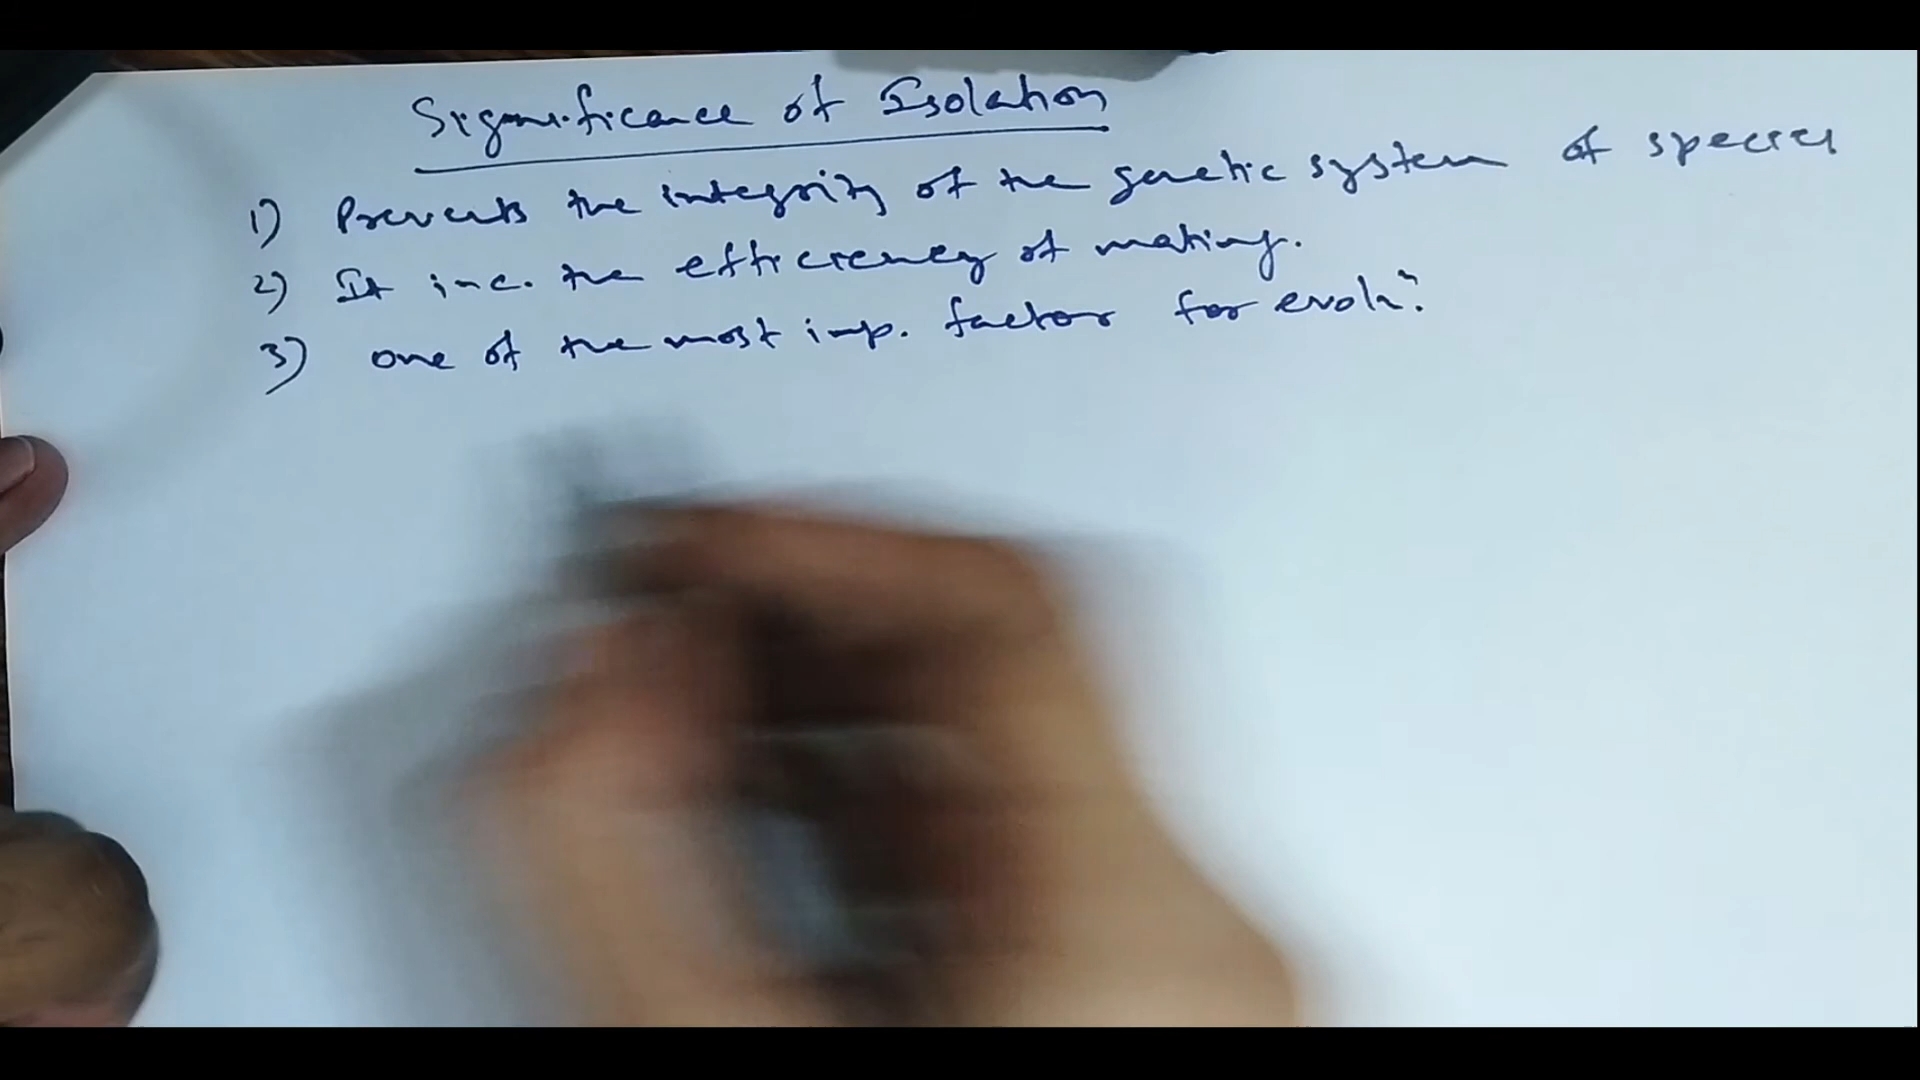 Significance of Isolation
1) Prevents the integrity of the genetic system of species
2) It inc. the efficiency of mating.
3) one of the most imp. factor for evolnⁿ.